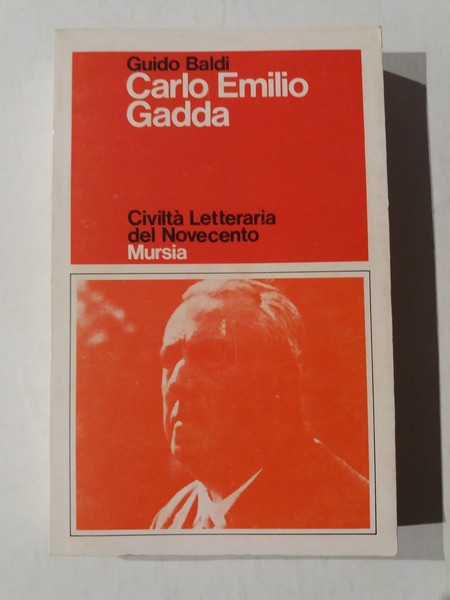 Guido Baldi
Carlo Emilio
Gadda
Civiltà Letteraria
del Novecento
Mursia